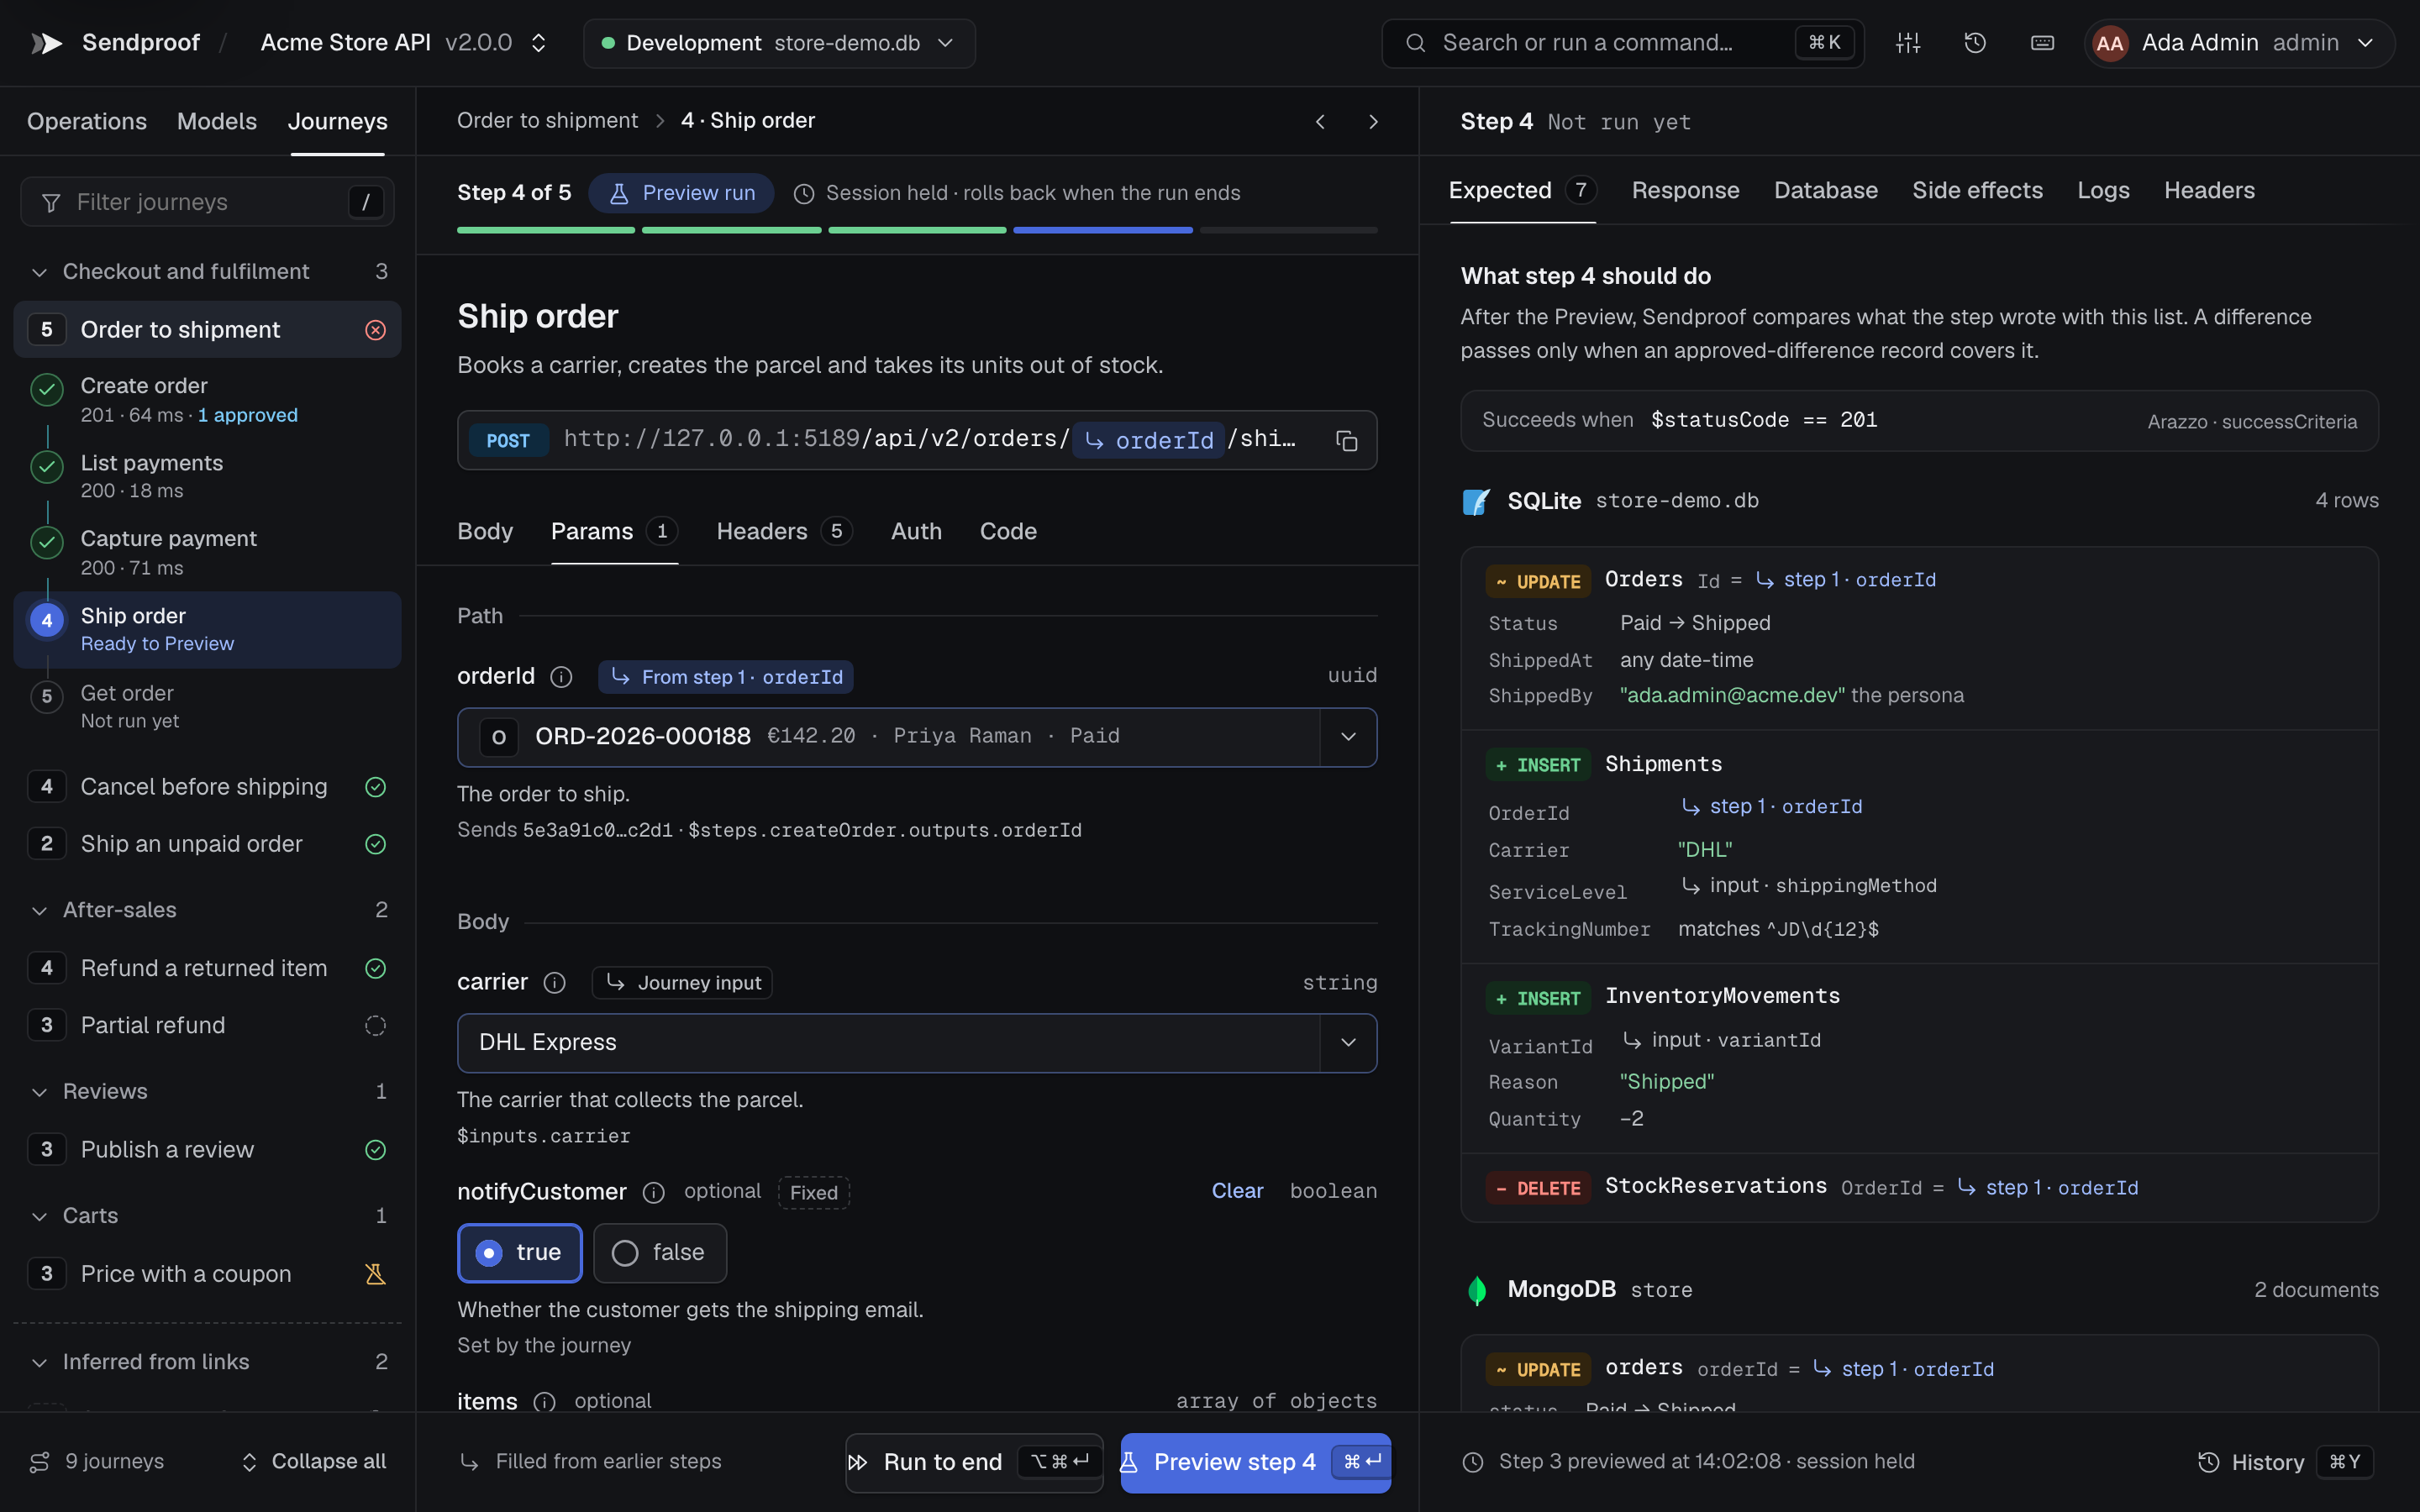 Sendproof / Acme Store API v2.0.0
Development store-demo.db
Search or run a command… ⌘K
AA Ada Admin admin
Operations Models Journeys
Filter journeys /
Checkout and fulfilment 3
5 Order to shipment
Create order
201 · 64 ms · 1 approved
List payments
200 · 18 ms
Capture payment
200 · 71 ms
4 Ship order
Ready to Preview
5 Get order
Not run yet
4 Cancel before shipping
2 Ship an unpaid order
After-sales 2
4 Refund a returned item
3 Partial refund
Reviews 1
3 Publish a review
Carts 1
3 Price with a coupon
Inferred from links 2
9 journeys Collapse all
Order to shipment > 4 · Ship order
Step 4 of 5 Preview run Session held · rolls back when the run ends
Ship order
Books a carrier, creates the parcel and takes its units out of stock.
POST http://127.0.0.1:5189/api/v2/orders/ orderId /shi…
Body Params 1 Headers 5 Auth Code
Path
orderId From step 1 · orderId uuid
O ORD-2026-000188 €142.20 · Priya Raman · Paid
The order to ship.
Sends 5e3a91c0…c2d1 · $steps.createOrder.outputs.orderId
Body
carrier Journey input string
DHL Express
The carrier that collects the parcel.
$inputs.carrier
notifyCustomer optional Fixed Clear boolean
true false
Whether the customer gets the shipping email.
Set by the journey
items optional array of objects
Filled from earlier steps Run to end ⌥⌘↵ Preview step 4 ⌘↵
Step 4 Not run yet
Expected 7 Response Database Side effects Logs Headers
What step 4 should do
After the Preview, Sendproof compares what the step wrote with this list. A difference
passes only when an approved-difference record covers it.
Succeeds when $statusCode == 201 Arazzo · successCriteria
SQLite store-demo.db 4 rows
~ UPDATE Orders Id = step 1 · orderId
Status Paid → Shipped
ShippedAt any date-time
ShippedBy "ada.admin@acme.dev" the persona
+ INSERT Shipments
OrderId step 1 · orderId
Carrier "DHL"
ServiceLevel input · shippingMethod
TrackingNumber matches ^JD\d{12}$
+ INSERT InventoryMovements
VariantId input · variantId
Reason "Shipped"
Quantity −2
− DELETE StockReservations OrderId = step 1 · orderId
MongoDB store 2 documents
~ UPDATE orders orderId = step 1 · orderId
status Paid → Shipped
Step 3 previewed at 14:02:08 · session held History ⌘Y